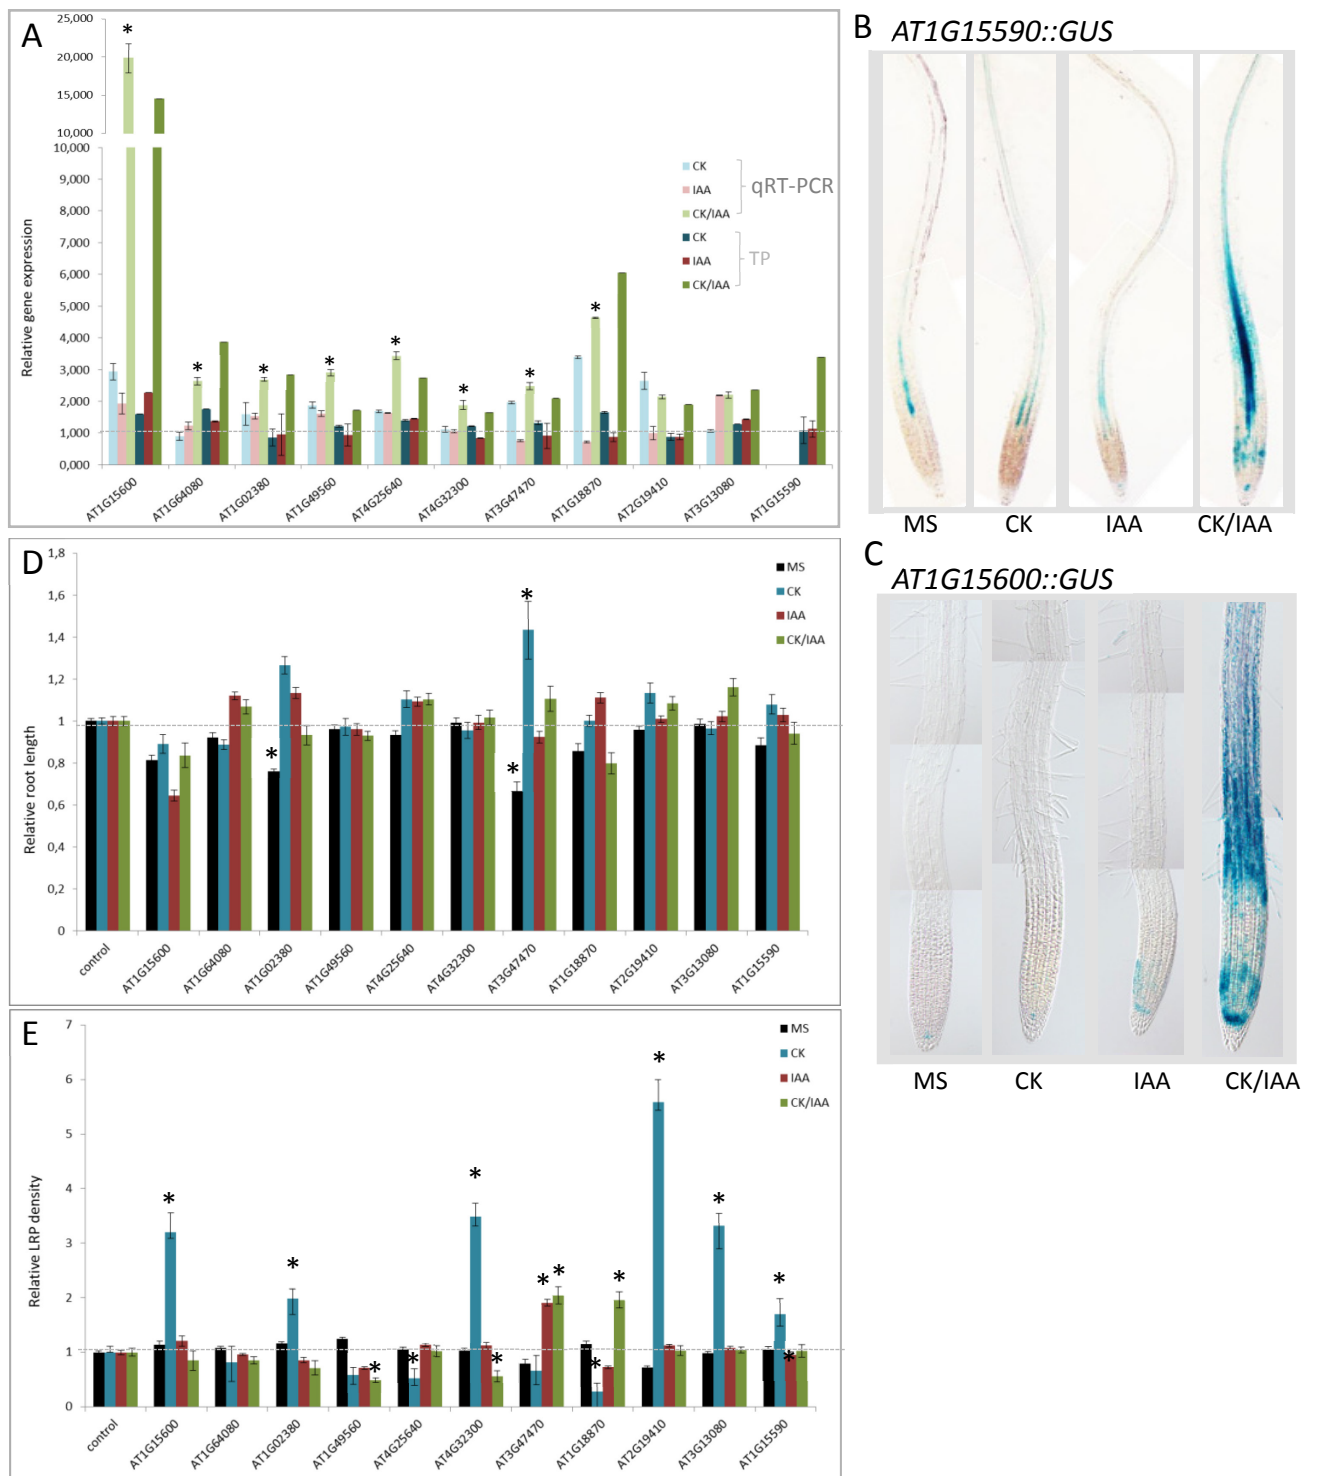 A
25,000
20,000
15,000
10,000
10,000
9,000
8,000
7,000
6,000
5,000
4,000
3,000
2,000
1,000
0,000
Relative gene expression
*
*
*
*
*
*
*
*
CK
IAA
CK/IAA
qRT-PCR
CK
IAA
CK/IAA
TP
AT1G15600
AT1G64080
AT1G02380
AT1G49560
AT4G25640
AT4G32300
AT3G47470
AT1G18870
AT2G19410
AT3G13080
AT1G15590
B
AT1G15590::GUS
MS
CK
IAA
CK/IAA
C
AT1G15600::GUS
MS
CK
IAA
CK/IAA
D
1,8
1,6
1,4
1,2
1
0,8
0,6
0,4
0,2
0
Relative root length
*
*
*
MS
CK
IAA
CK/IAA
control
AT1G15600
AT1G64080
AT1G02380
AT1G49560
AT4G25640
AT4G32300
AT3G47470
AT1G18870
AT2G19410
AT3G13080
AT1G15590
E
7
6
5
4
3
2
1
0
Relative LRP density
*
*
*
*
*
*
*
*
*
*
*
*
*
*
MS
CK
IAA
CK/IAA
control
AT1G15600
AT1G64080
AT1G02380
AT1G49560
AT4G25640
AT4G32300
AT3G47470
AT1G18870
AT2G19410
AT3G13080
AT1G15590